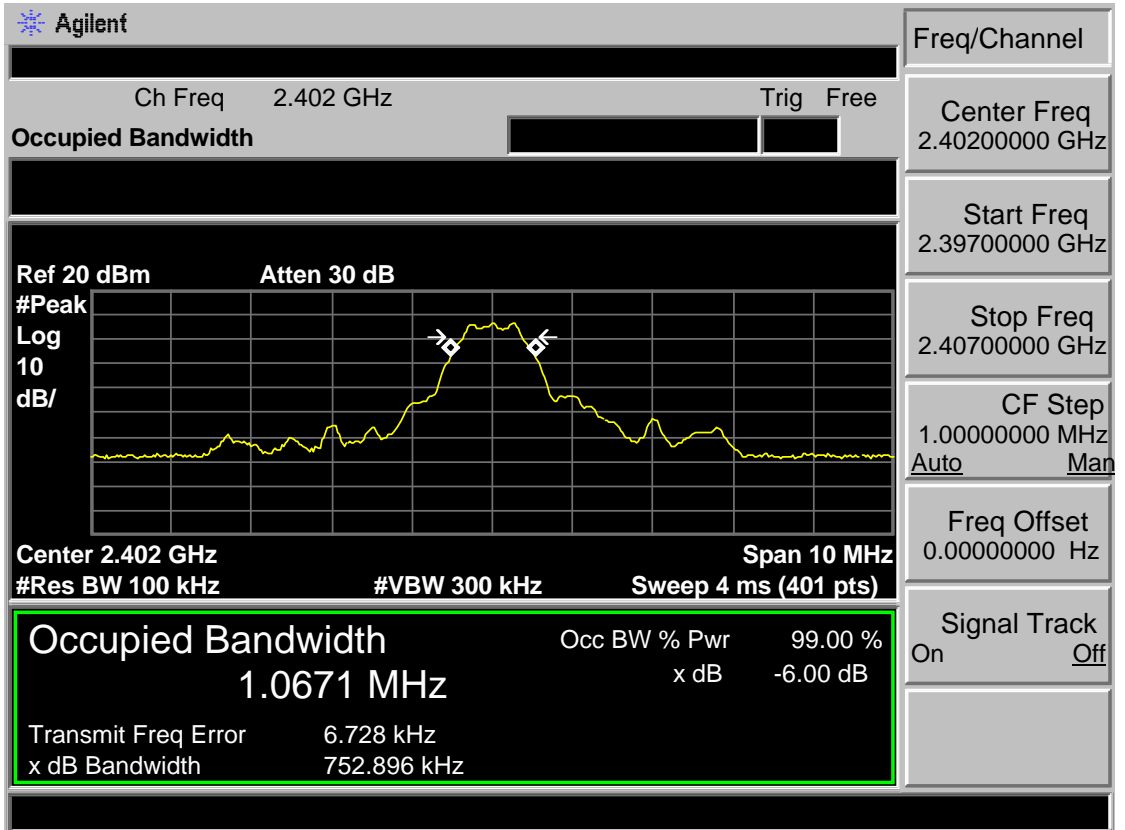 Agilent
Freq/Channel
Ch Freq 2.402 GHz Trig Free
Occupied Bandwidth
Center Freq
2.40200000 GHz
Start Freq
2.39700000 GHz
Stop Freq
2.40700000 GHz
CF Step
1.00000000 MHz
Auto Man
Freq Offset
0.00000000 Hz
Signal Track
On Off
Ref 20 dBm Atten 30 dB
#Peak
Log
10
dB/
Center 2.402 GHz Span 10 MHz
#Res BW 100 kHz #VBW 300 kHz Sweep 4 ms (401 pts)
Occupied Bandwidth
1.0671 MHz
Occ BW % Pwr 99.00 %
x dB -6.00 dB
Transmit Freq Error 6.728 kHz
x dB Bandwidth 752.896 kHz